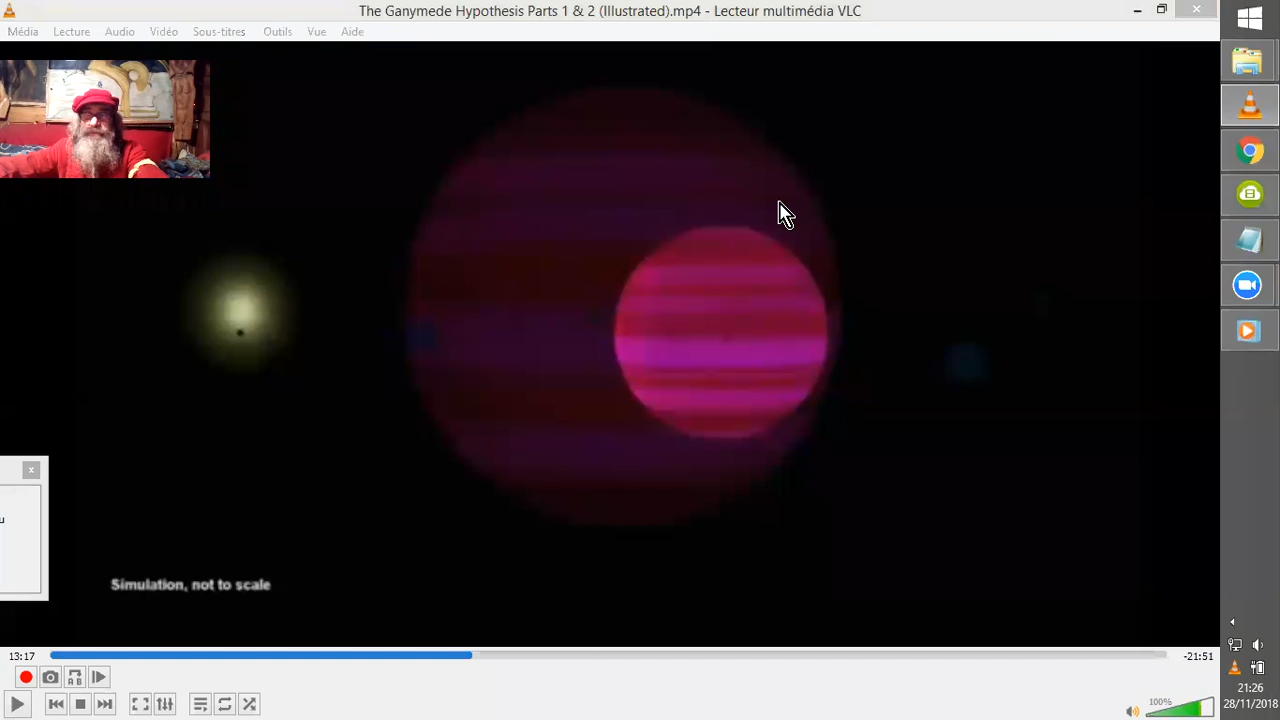 The Ganymede Hypothesis Parts 1 & 2 (Illustrated).mp4 - Lecteur multimédia VLC
Média Lecture Audio Vidéo Sous-titres Outils Vue Aide
x
u
Simulation, not to scale
13:17
-21:51
A B
100%
21:26
28/11/2018